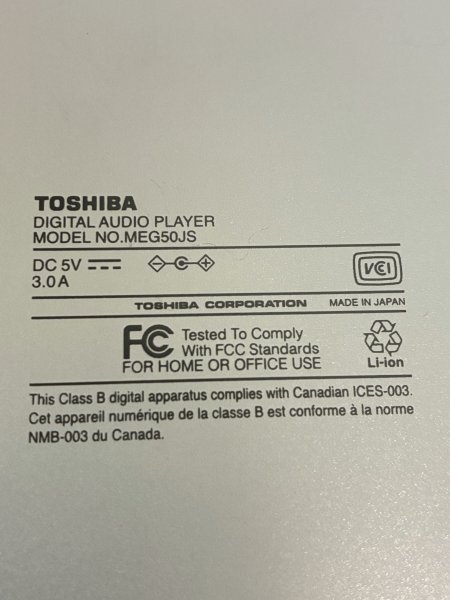 TOSHIBA
DIGITAL AUDIO PLAYER
MODEL NO.MEG50JS
DC 5V
3.0A
VCCI
TOSHIBA CORPORATION MADE IN JAPAN
FC Tested To Comply
With FCC Standards
FOR HOME OR OFFICE USE
Li-ion
This Class B digital apparatus complies with Canadian ICES-003.
Cet appareil numérique de la classe B est conforme à la norme
NMB-003 du Canada.